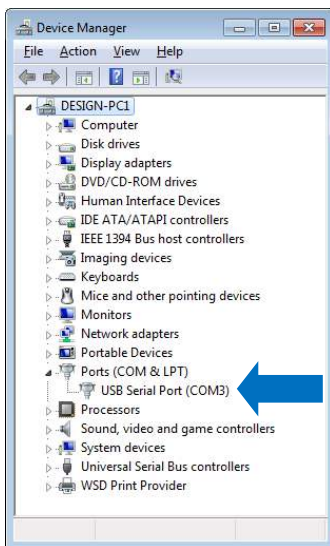 Device Manager
File Action View Help
DESIGN-PC1
Computer
Disk drives
Display adapters
DVD/CD-ROM drives
Human Interface Devices
IDE ATA/ATAPI controllers
IEEE 1394 Bus host controllers
Imaging devices
Keyboards
Mice and other pointing devices
Monitors
Network adapters
Portable Devices
Ports (COM & LPT)
USB Serial Port (COM3)
Processors
Sound, video and game controllers
System devices
Universal Serial Bus controllers
WSD Print Provider